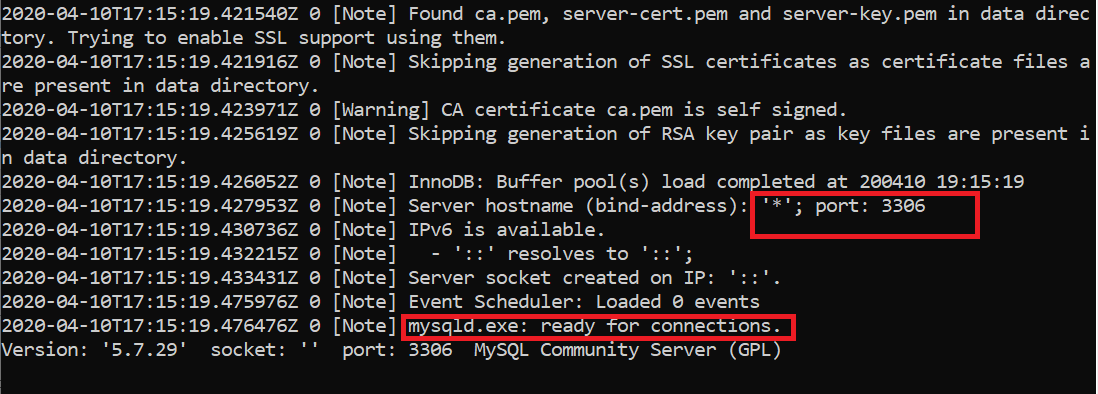 2020-04-10T17:15:19.421540Z 0 [Note] Found ca.pem, server-cert.pem and server-key.pem in data direc
tory. Trying to enable SSL support using them.
2020-04-10T17:15:19.421916Z 0 [Note] Skipping generation of SSL certificates as certificate files a
re present in data directory.
2020-04-10T17:15:19.423971Z 0 [Warning] CA certificate ca.pem is self signed.
2020-04-10T17:15:19.425619Z 0 [Note] Skipping generation of RSA key pair as key files are present i
n data directory.
2020-04-10T17:15:19.426052Z 0 [Note] InnoDB: Buffer pool(s) load completed at 200410 19:15:19
2020-04-10T17:15:19.427953Z 0 [Note] Server hostname (bind-address): '*'; port: 3306
2020-04-10T17:15:19.430736Z 0 [Note] IPv6 is available.
2020-04-10T17:15:19.432215Z 0 [Note]   - '::' resolves to '::';
2020-04-10T17:15:19.433431Z 0 [Note] Server socket created on IP: '::'.
2020-04-10T17:15:19.475976Z 0 [Note] Event Scheduler: Loaded 0 events
2020-04-10T17:15:19.476476Z 0 [Note] mysqld.exe: ready for connections.
Version: '5.7.29'  socket: ''  port: 3306  MySQL Community Server (GPL)